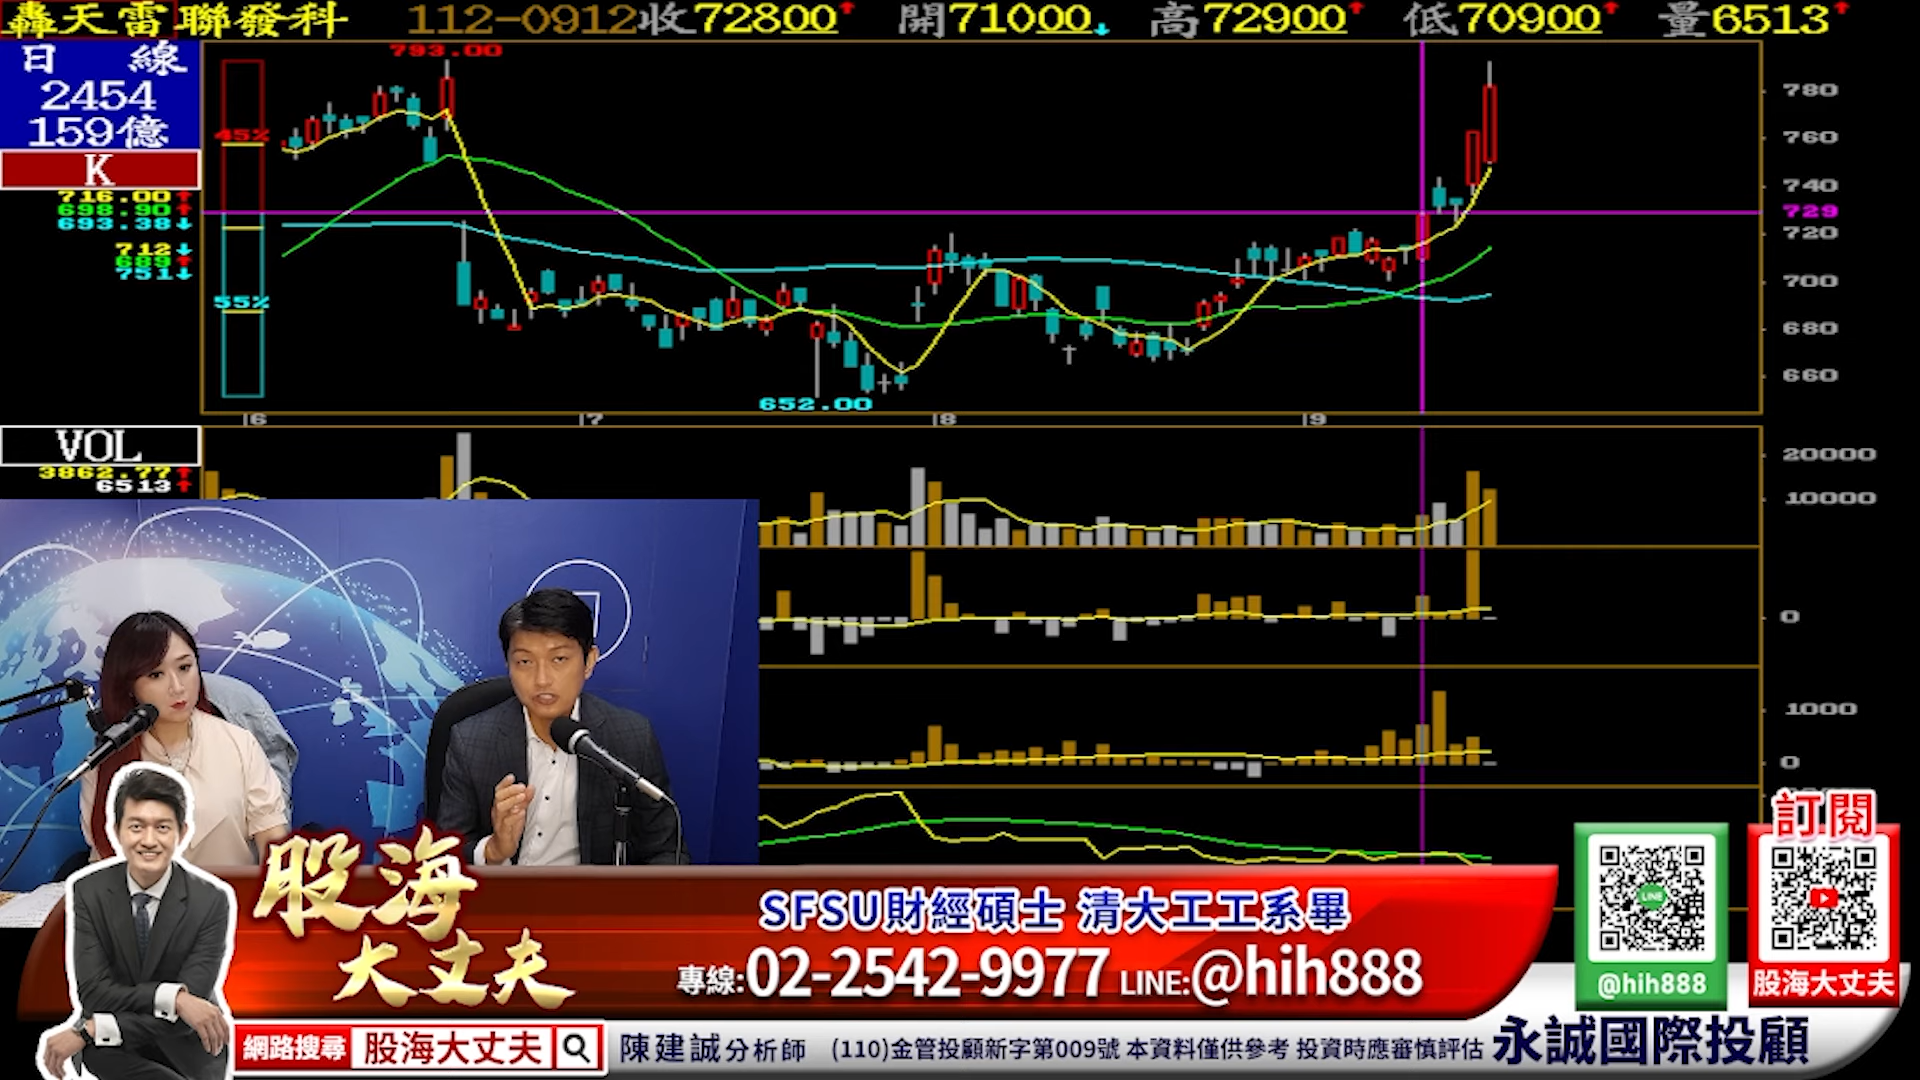 轟天雷聯發科 112-0912收72800↑ 開71000↓ 高72900↑ 低70900↑ 量6513↑
日 線
2454
159億
K
716.00↑
698.90↑
693.38↓
712↓
689↑
751↓
793.00
45%
55%
652.00
780
760
740
729
720
700
680
660
6 7 8 9
VOL
3862.77↑
6513↑
20000
10000
0
1000
0
股海
大丈夫
SFSU財經碩士 清大工工系畢
專線:02-2542-9977 LINE:@hih888
網路搜尋 股海大丈夫
陳建誠分析師 (110)金管投顧新字第009號 本資料僅供參考 投資時應審慎評估 永誠國際投顧
LINE
@hih888
訂閱
股海大丈夫